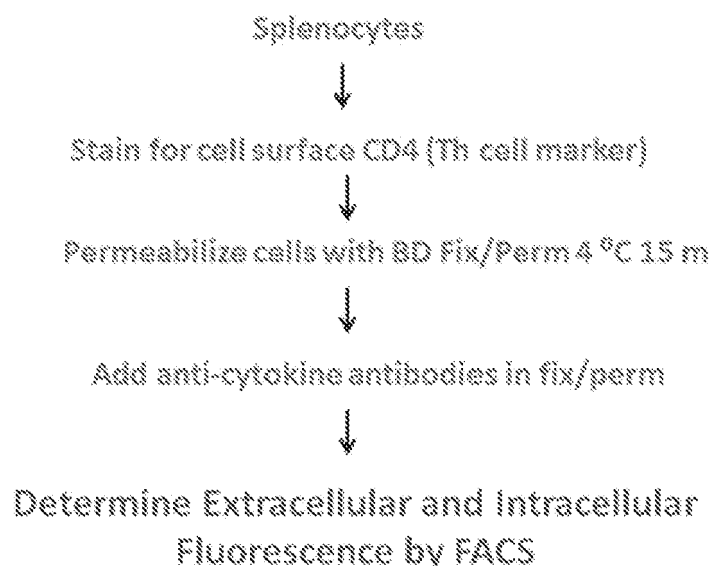 Splenocytes
Stain for cell surface CD4 (Th cell marker)
Permeabilize cells with BD Fix/Perm 4 °C 15 m
Add anti-cytokine antibodies in fix/perm
Determine Extracellular and Intracellular
Fluorescence by FACS